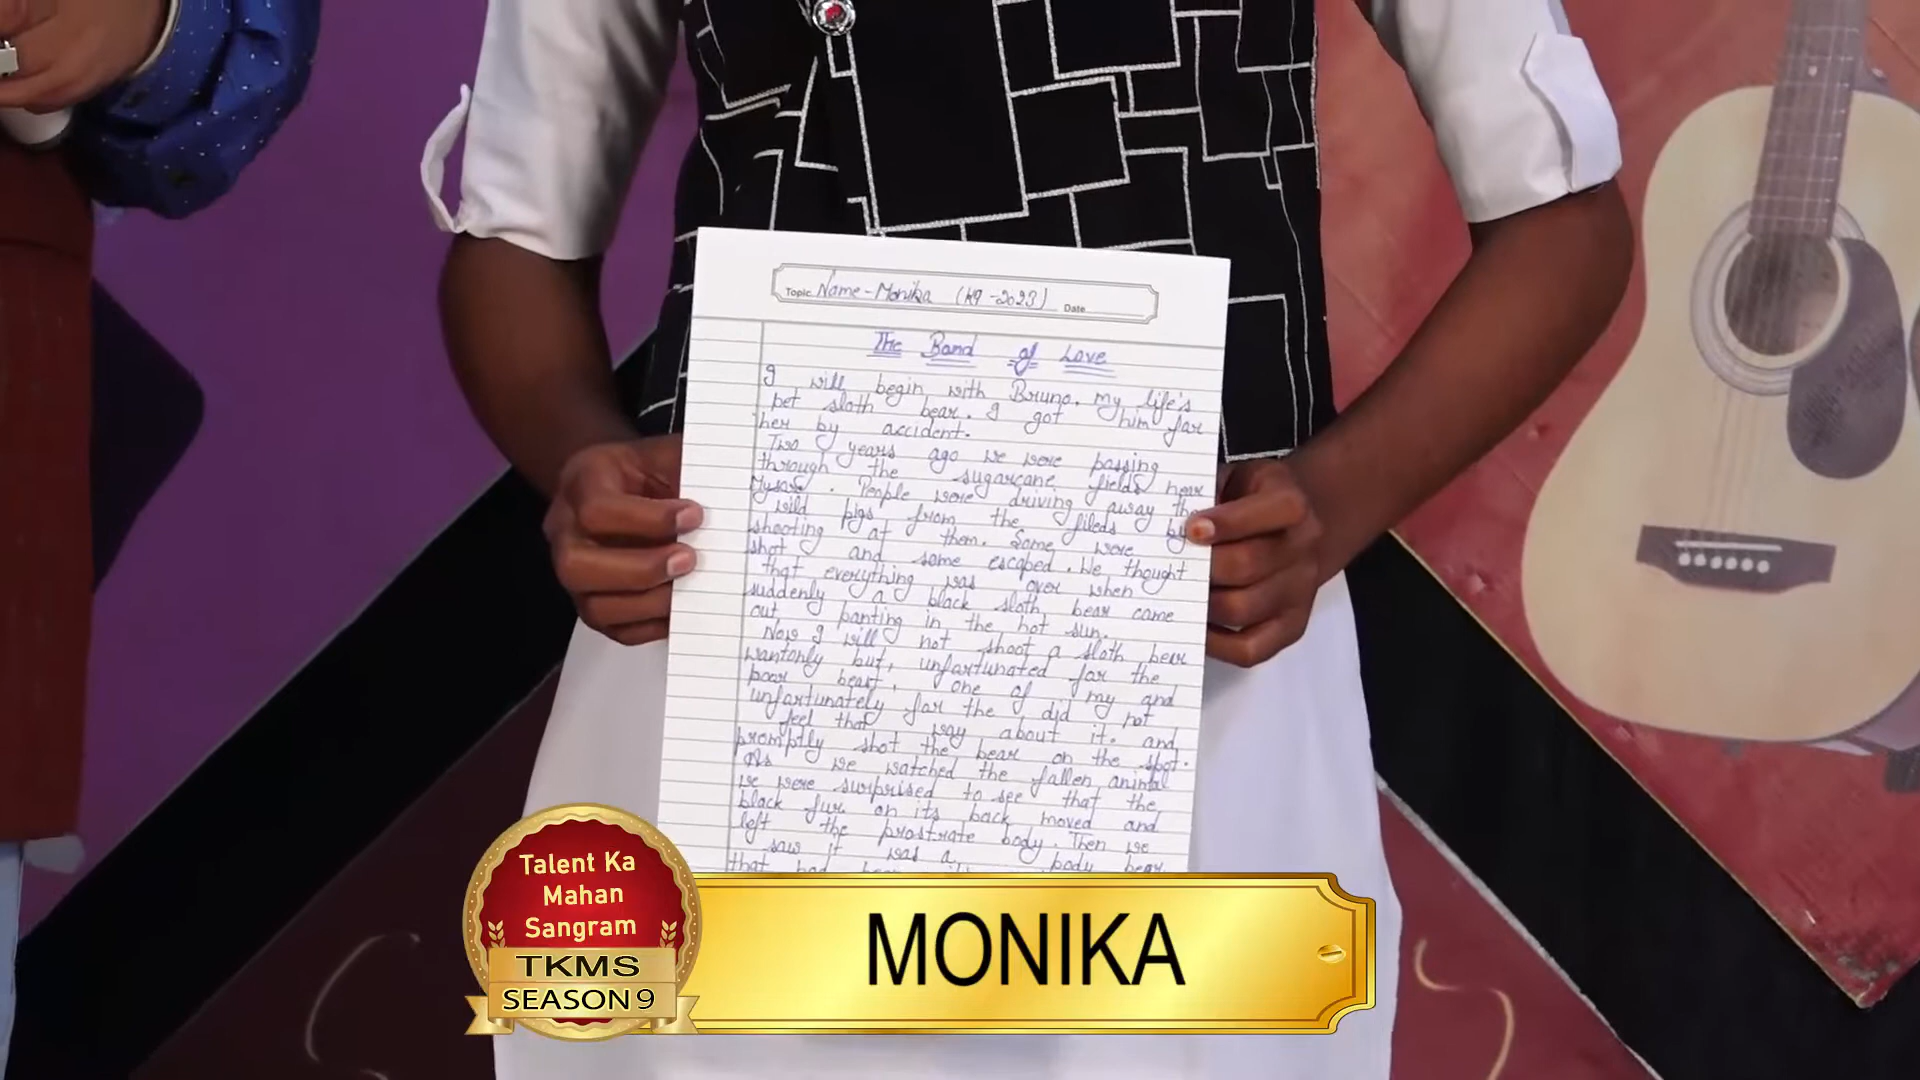 Topic Name-Monika (K9-2023) Date
The Band of Love
I will begin with Bruno. my life's
pet sloth bear. I got him for
her by accident.
Two years ago we were passing
through the sugarcane fields near
Mysore. People were driving away the
wild pigs from the fileds by
shooting at them. Some were
shot and some escaped. We thought
that everything was over when
suddenly a black sloth bear came
out panting in the hot sun.
Now I will not shoot a sloth bear
wantonly but, unfortunated for the
poor beast, one of my and
unfortunately for the did not
feel that way about it. and
promptly shot the bear on the spot.
As we watched the fallen animal
we were surprised to see that the
black fur on its back moved and
left the prostrate body. Then we
saw it was a body bear
that had
Talent Ka
Mahan
Sangram
TKMS
SEASON 9
MONIKA